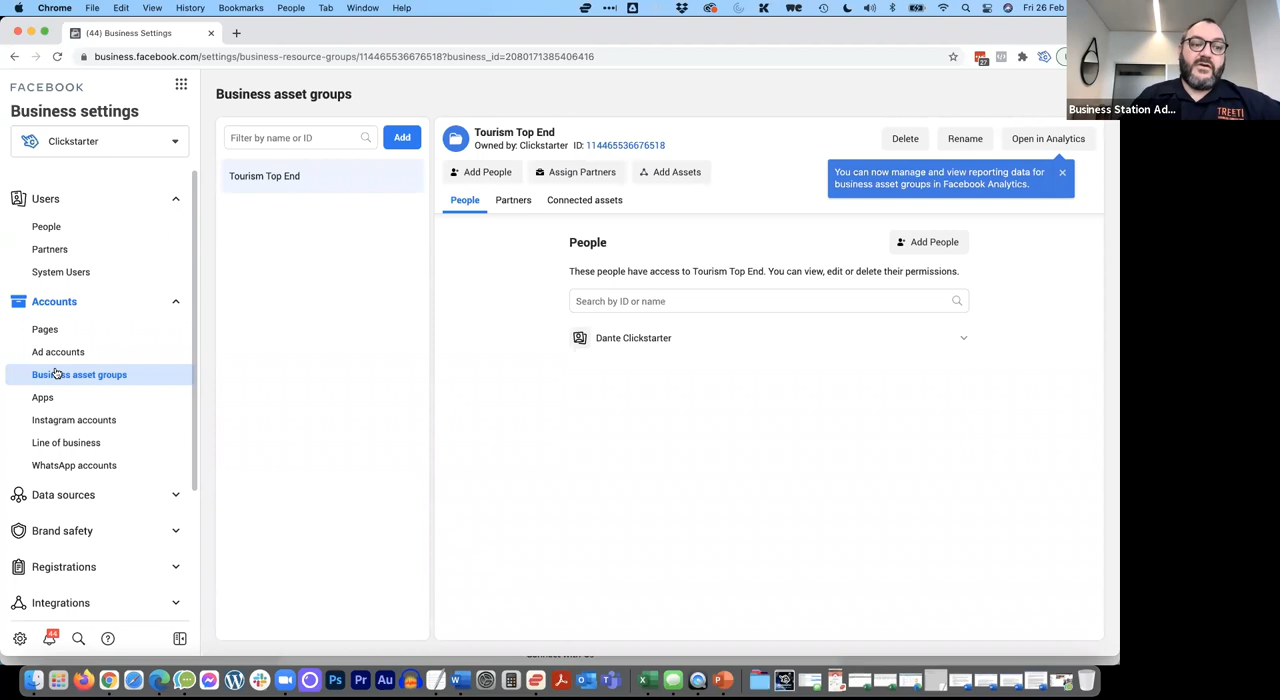 Chrome File Edit View History Bookmarks People Tab Window Help
Fri 26 Feb
(44) Business Settings
business.facebook.com/settings/business-resource-groups/114465536676518?business_id=2080171385406416
27
Business Station Ad...
TREETI
FACEBOOK
Business settings
Clickstarter
Users
People
Partners
System Users
Accounts
Pages
Ad accounts
Business asset groups
Apps
Instagram accounts
Line of business
WhatsApp accounts
Data sources
Brand safety
Registrations
Integrations
44
Business asset groups
Filter by name or ID
Add
Tourism Top End
Tourism Top End
Owned by: Clickstarter ID: 114465536676518
Delete Rename Open in Analytics
Add People Assign Partners Add Assets
You can now manage and view reporting data for
business asset groups in Facebook Analytics.
People Partners Connected assets
People
Add People
These people have access to Tourism Top End. You can view, edit or delete their permissions.
Search by ID or name
Dante Clickstarter
Ps Pr Au